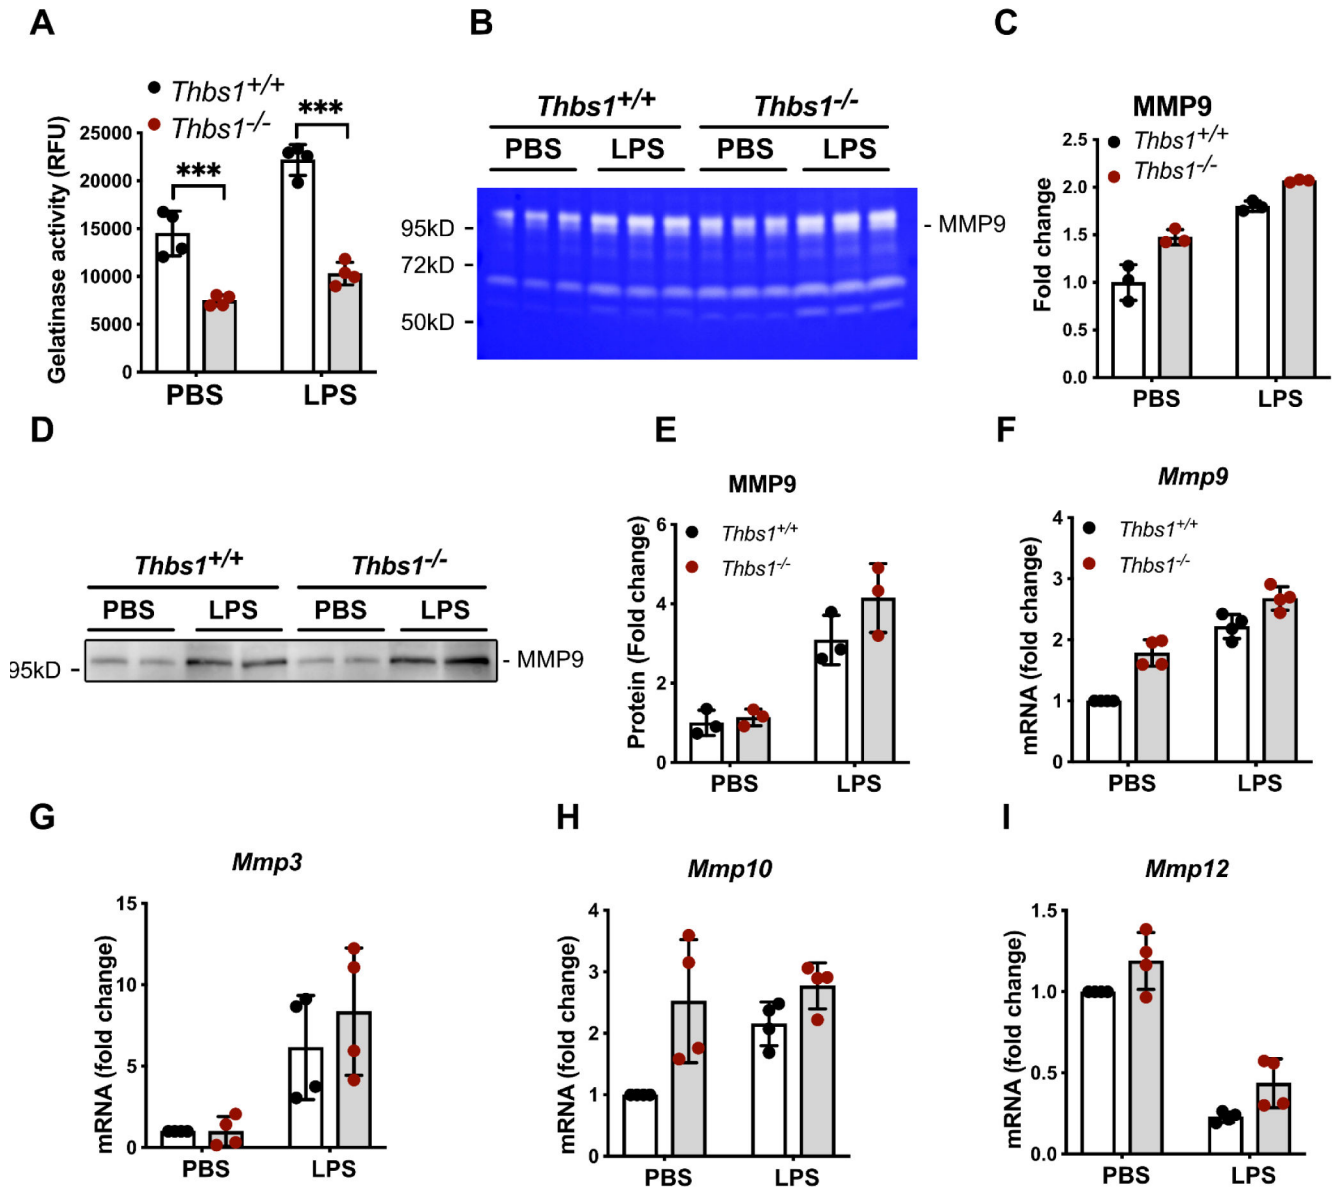 A
Thbs1+/+
Thbs1-/-
***
***
Gelatinase activity (RFU)
25000
20000
15000
10000
5000
0
PBS LPS
B
Thbs1+/+ Thbs1-/-
PBS LPS PBS LPS
95kD
72kD
50kD
- MMP9
C
MMP9
Thbs1+/+
Thbs1-/-
Fold change
2.5
2.0
1.5
1.0
0.5
0.0
PBS LPS
D
Thbs1+/+ Thbs1-/-
PBS LPS PBS LPS
95kD
- MMP9
E
MMP9
Thbs1+/+
Thbs1-/-
Protein (Fold change)
6
4
2
0
PBS LPS
F
Mmp9
Thbs1+/+
Thbs1-/-
mRNA (fold change)
4
3
2
1
0
PBS LPS
G
Mmp3
mRNA (fold change)
15
10
5
0
PBS LPS
H
Mmp10
mRNA (fold change)
4
3
2
1
0
PBS LPS
I
Mmp12
mRNA (fold change)
1.5
1.0
0.5
0.0
PBS LPS